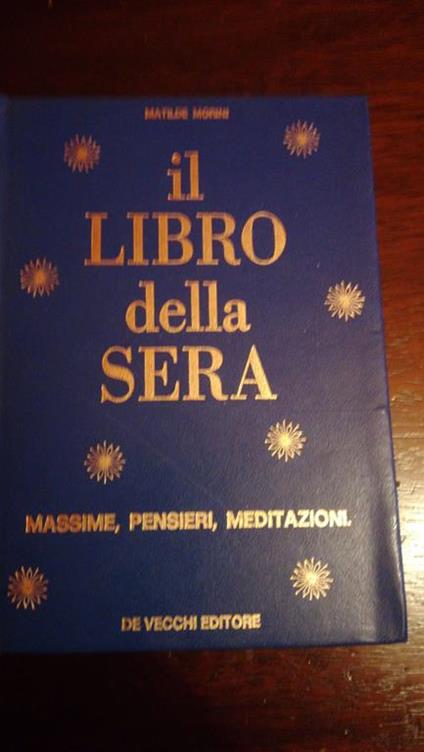 MATILDE MORINI
il
LIBRO
della
SERA
MASSIME, PENSIERI, MEDITAZIONI.
DE VECCHI EDITORE